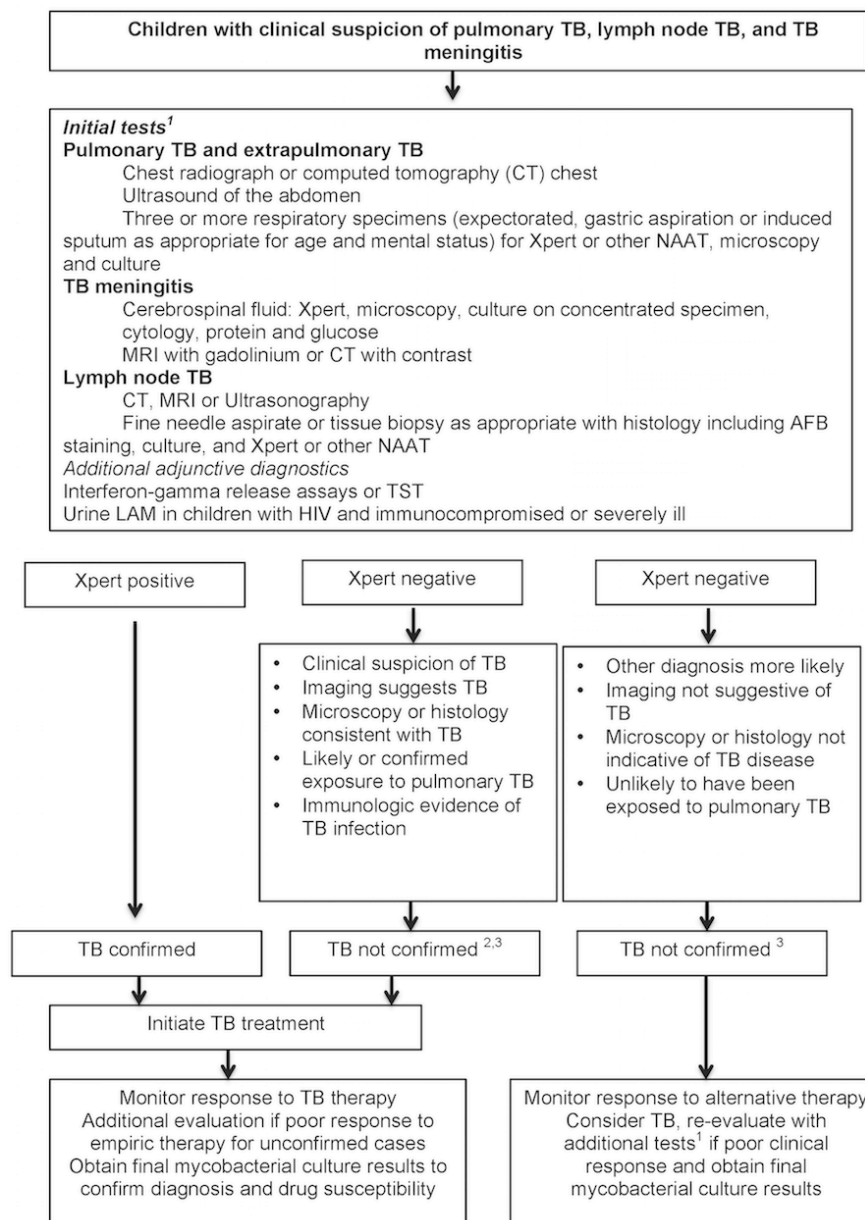 Children with clinical suspicion of pulmonary TB, lymph node TB, and TB
meningitis
Initial tests1
Pulmonary TB and extrapulmonary TB
Chest radiograph or computed tomography (CT) chest
Ultrasound of the abdomen
Three or more respiratory specimens (expectorated, gastric aspiration or induced
sputum as appropriate for age and mental status) for Xpert or other NAAT, microscopy
and culture
TB meningitis
Cerebrospinal fluid: Xpert, microscopy, culture on concentrated specimen,
cytology, protein and glucose
MRI with gadolinium or CT with contrast
Lymph node TB
CT, MRI or Ultrasonography
Fine needle aspirate or tissue biopsy as appropriate with histology including AFB
staining, culture, and Xpert or other NAAT
Additional adjunctive diagnostics
Interferon-gamma release assays or TST
Urine LAM in children with HIV and immunocompromised or severely ill
Xpert positive
Xpert negative
Xpert negative
• Clinical suspicion of TB
• Imaging suggests TB
• Microscopy or histology
consistent with TB
• Likely or confirmed
exposure to pulmonary TB
• Immunologic evidence of
TB infection
• Other diagnosis more likely
• Imaging not suggestive of
TB
• Microscopy or histology not
indicative of TB disease
• Unlikely to have been
exposed to pulmonary TB
TB confirmed
TB not confirmed 2,3
TB not confirmed 3
Initiate TB treatment
Monitor response to TB therapy
Additional evaluation if poor response to
empiric therapy for unconfirmed cases
Obtain final mycobacterial culture results to
confirm diagnosis and drug susceptibility
Monitor response to alternative therapy
Consider TB, re-evaluate with
additional tests1 if poor clinical
response and obtain final
mycobacterial culture results